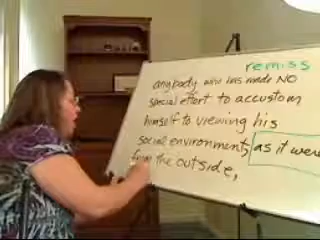 remiss
anybody who has made NO
special effort to accustom
himself to viewing his
social environment, as it were
from the outside,